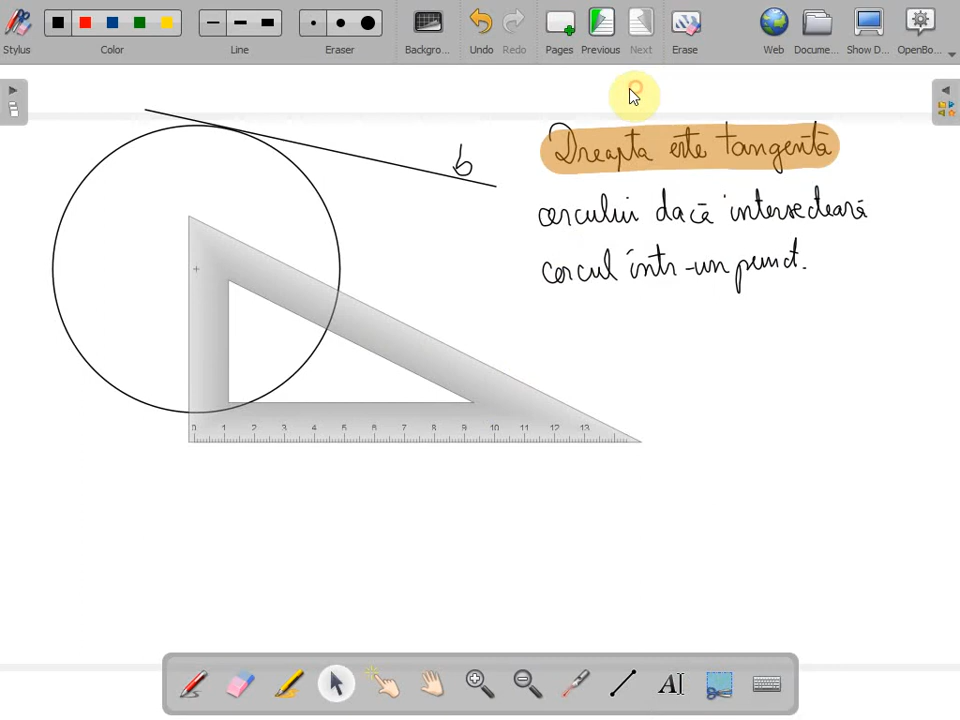 Stylus
Color
Line
Eraser
Backgro...
Undo
Redo
Pages
Previous
Next
Erase
Web
Docume...
Show D...
OpenBo...
b
Dreapta este tangentă
cercului dacă intersectează
cercul într-un punct.
0 1 2 3 4 5 6 7 8 9 10 11 12 13